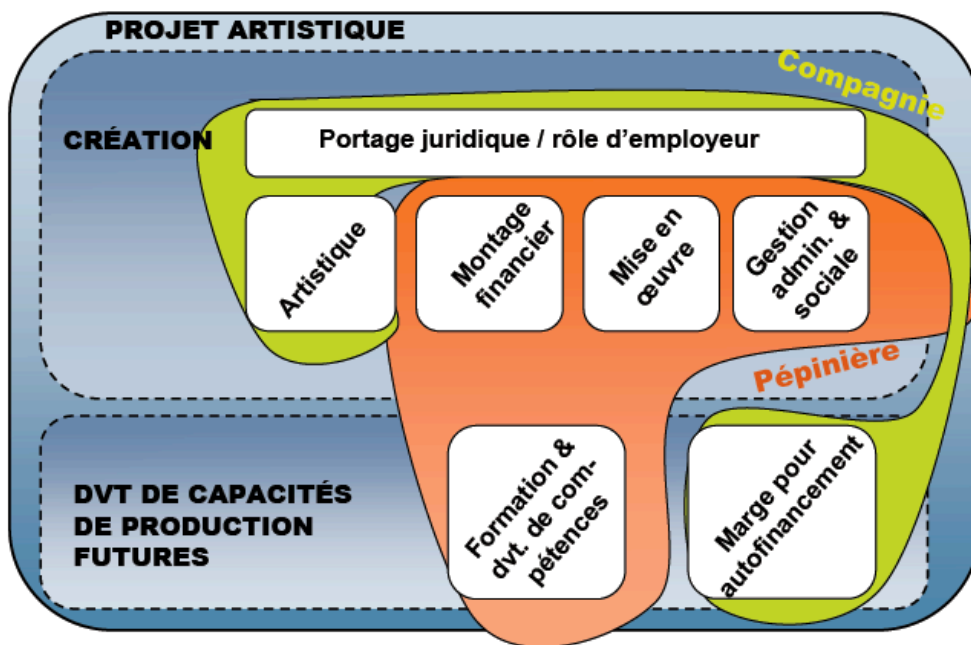 PROJET ARTISTIQUE
Compagnie
CRÉATION
Portage juridique / rôle d'employeur
Artistique
Montage
financier
Mise en
œuvre
Gestion
admin. &
sociale
Pépinière
DVT DE CAPACITÉS
DE PRODUCTION
FUTURES
Formation &
dvt. de com-
pétences
Marge pour
autofinancement